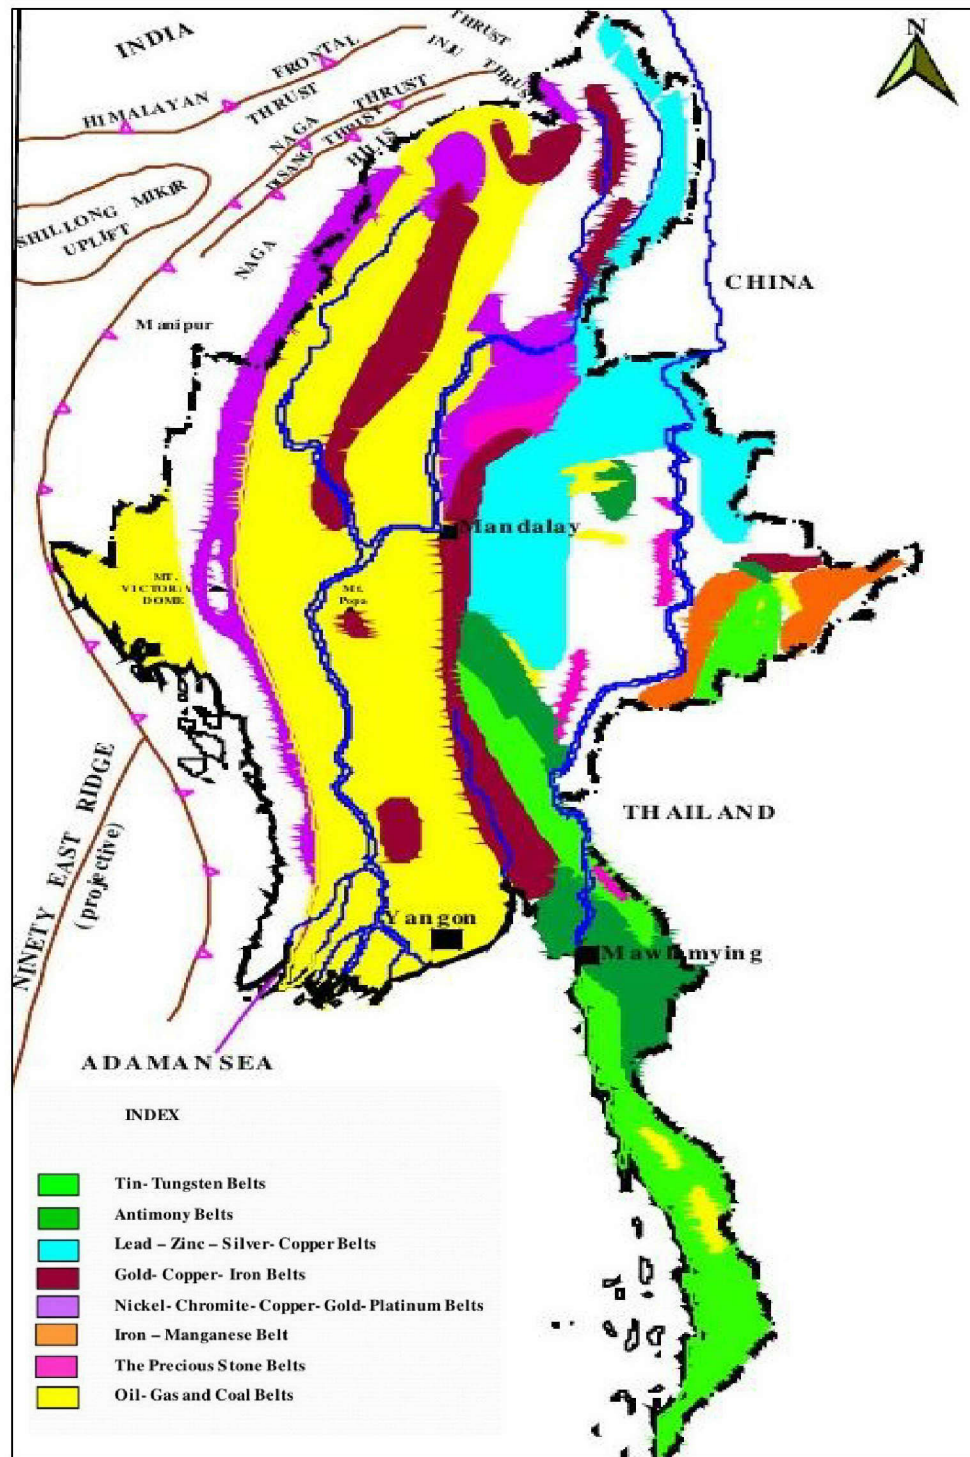 INDIA
N
HIMALAYAN FRONTAL THRUST
INJU THRUST
THRUST
NAGA THRUST
DISANG THRUST
NAGA HILLS
SHILLONG MIKIR
UPLIFT
CHINA
Manipur
Mandalay
MT.
VICTORIA
DOME
Mt.
Popa
THAILAND
NINETY EAST RIDGE
(projective)
Yangon
Mawlamying
ADAMAN SEA
INDEX
Tin-Tungsten Belts
Antimony Belts
Lead – Zinc – Silver- Copper Belts
Gold- Copper- Iron Belts
Nickel- Chromite- Copper- Gold- Platinum Belts
Iron – Manganese Belt
The Precious Stone Belts
Oil- Gas and Coal Belts